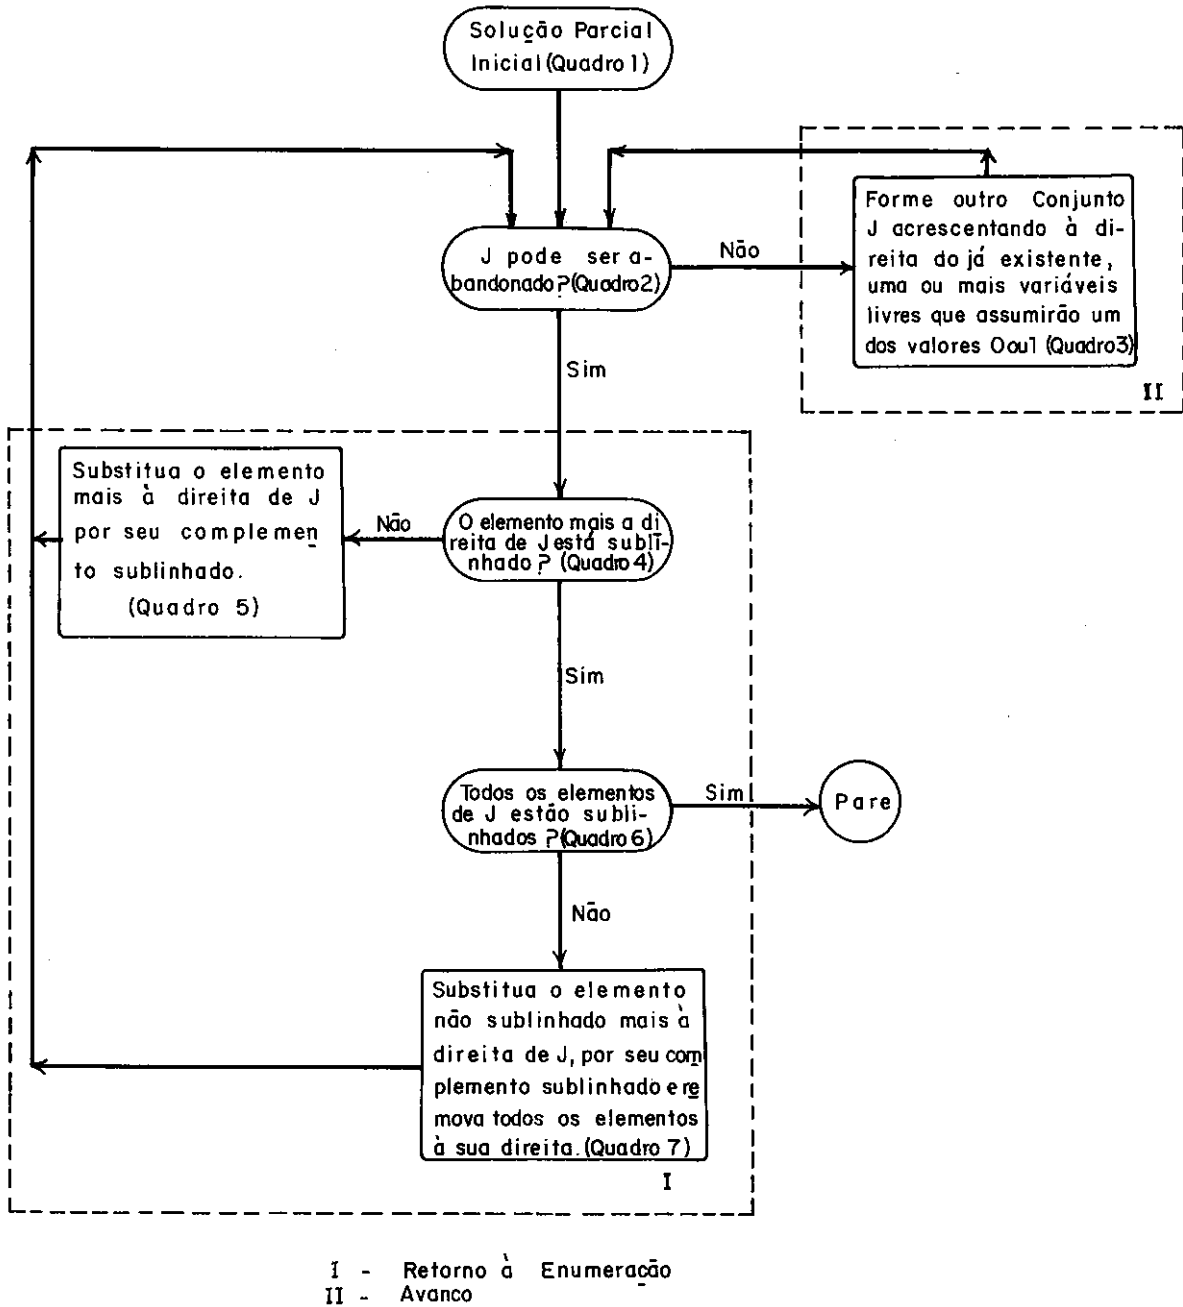 Solução Parcial
Inicial (Quadro 1)
J pode ser a-
bandonado? (Quadro 2)
Não
Forme outro Conjunto
J acrescentando à di-
reita do já existente,
uma ou mais variáveis
livres que assumirão um
dos valores 0 ou 1 (Quadro 3)
II
Sim
Substitua o elemento
mais à direita de J
por seu complemen
to sublinhado.
(Quadro 5)
Não
O elemento mais a di
reita de J está subli-
nhado? (Quadro 4)
Sim
Todos os elementos
de J estão subli-
nhados? (Quadro 6)
Sim
Pare
Não
Substitua o elemento
não sublinhado mais à
direita de J, por seu com
plemento sublinhado e re
mova todos os elementos
à sua direita. (Quadro 7)
I
I - Retorno à Enumeração
II - Avanco